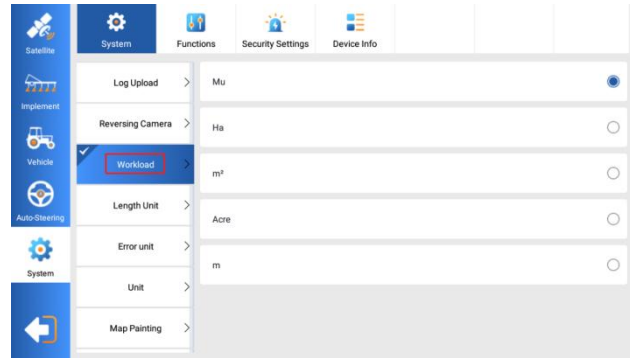 Satellite
Implement
Vehicle
Auto-Steering
System
System
Functions
Security Settings
Device Info
Log Upload
Reversing Camera
Workload
Length Unit
Error unit
Unit
Map Painting
Mu
Ha
m²
Acre
m